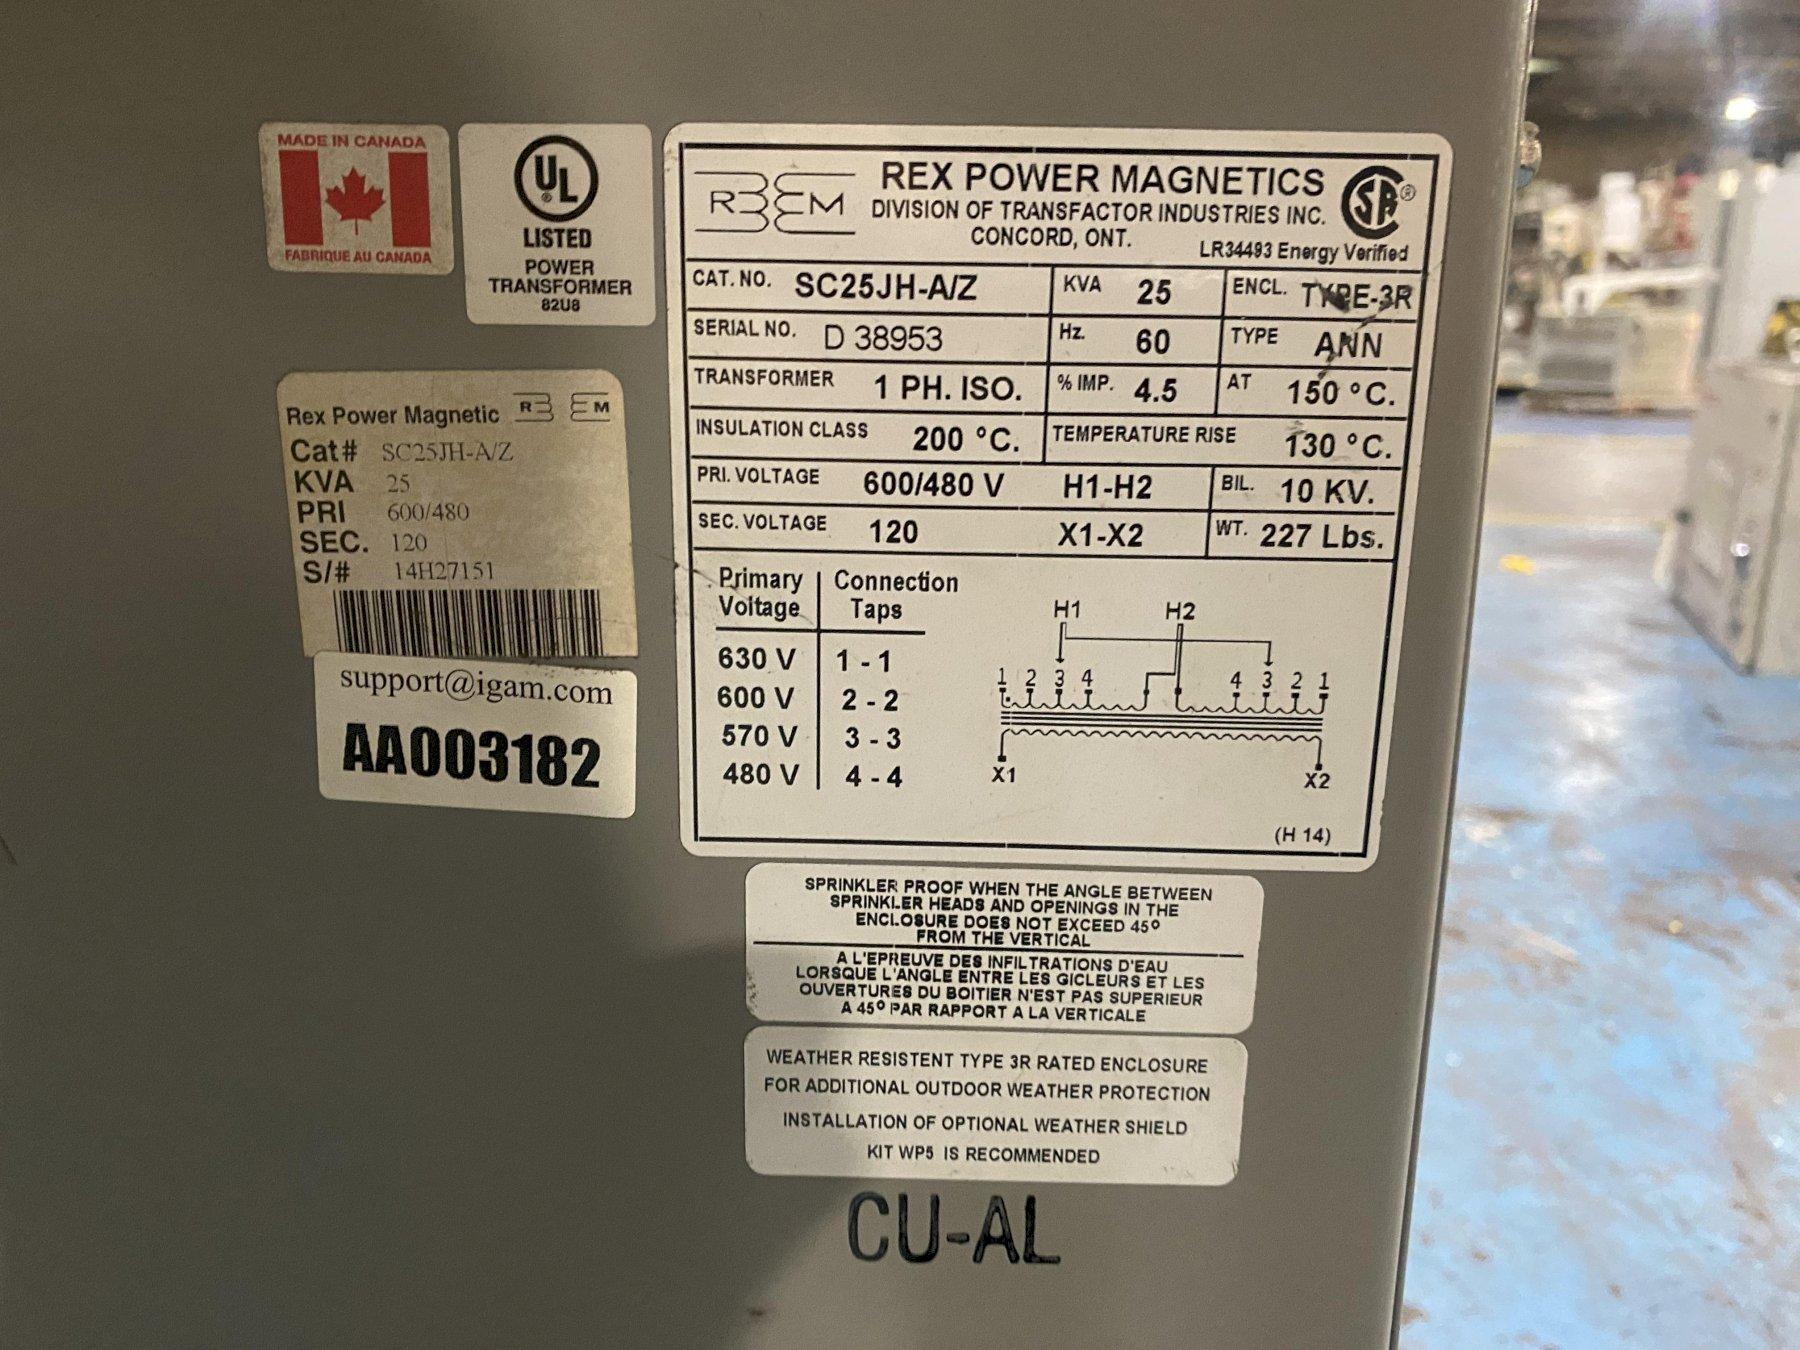 MADE IN CANADA
FABRIQUE AU CANADA
UL
LISTED
POWER
TRANSFORMER
82U8
REM
REX POWER MAGNETICS
DIVISION OF TRANSFACTOR INDUSTRIES INC.
CONCORD, ONT.
LR34493 Energy Verified
CAT. NO. SC25JH-A/Z KVA 25 ENCL. TYPE-3R
SERIAL NO. D 38953 Hz. 60 TYPE ANN
TRANSFORMER 1 PH. ISO. % IMP. 4.5 AT 150 °C.
INSULATION CLASS 200 °C. TEMPERATURE RISE 130 °C.
PRI. VOLTAGE 600/480 V H1-H2 BIL. 10 KV.
SEC. VOLTAGE 120 X1-X2 WT. 227 Lbs.
Primary Connection
Voltage Taps
630 V 1 - 1
600 V 2 - 2
570 V 3 - 3
480 V 4 - 4
H1 H2
1 2 3 4 4 3 2 1
X1 X2
(H 14)
Rex Power Magnetic REM
Cat# SC25JH-A/Z
KVA 25
PRI 600/480
SEC. 120
S/# 14H27151
support@igam.com
AA003182
SPRINKLER PROOF WHEN THE ANGLE BETWEEN
SPRINKLER HEADS AND OPENINGS IN THE
ENCLOSURE DOES NOT EXCEED 45°
FROM THE VERTICAL
A L'EPREUVE DES INFILTRATIONS D'EAU
LORSQUE L'ANGLE ENTRE LES GICLEURS ET LES
OUVERTURES DU BOITIER N'EST PAS SUPERIEUR
A 45° PAR RAPPORT A LA VERTICALE
WEATHER RESISTENT TYPE 3R RATED ENCLOSURE
FOR ADDITIONAL OUTDOOR WEATHER PROTECTION
INSTALLATION OF OPTIONAL WEATHER SHIELD
KIT WP5 IS RECOMMENDED
CU-AL